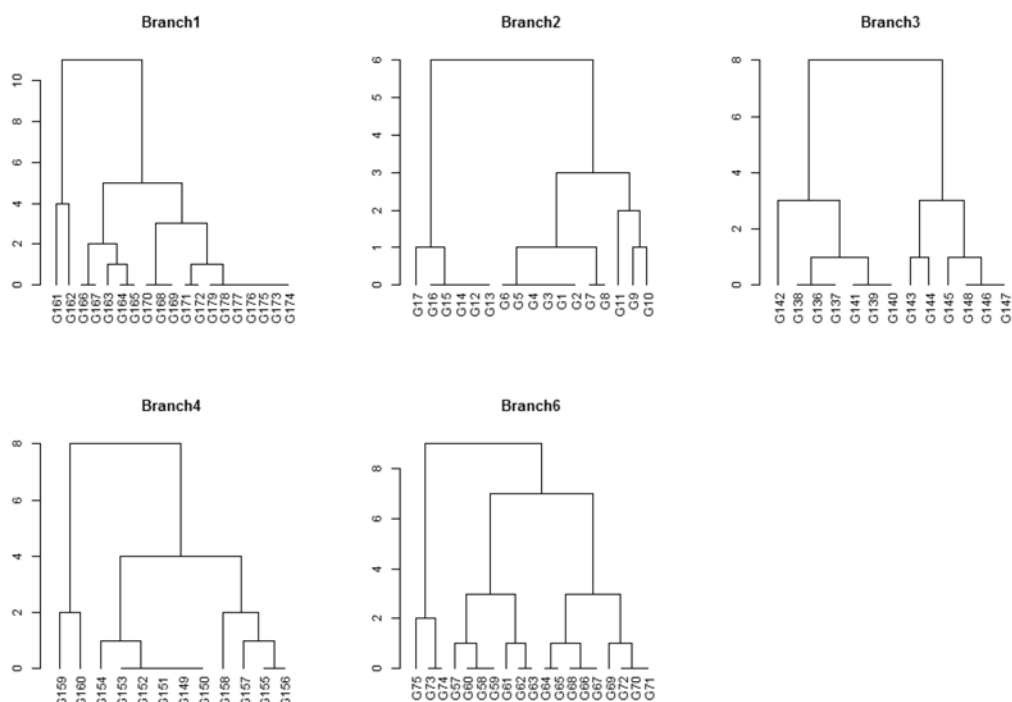 Branch1
Branch2
Branch3
10
8
6
4
2
0
G161
G162
G166
G167
G163
G164
G165
G170
G168
G169
G171
G172
G179
G178
G177
G176
G175
G173
G174
6
5
4
3
2
1
0
G17
G16
G15
G14
G12
G13
G6
G5
G4
G3
G1
G2
G7
G8
G11
G9
G10
8
6
4
2
0
G142
G138
G136
G137
G141
G139
G140
G143
G144
G145
G148
G146
G147
Branch4
Branch6
8
6
4
2
0
G159
G160
G154
G153
G152
G151
G149
G150
G158
G157
G155
G156
8
6
4
2
0
G75
G73
G74
G57
G60
G58
G59
G61
G62
G63
G64
G65
G68
G66
G67
G69
G72
G70
G71